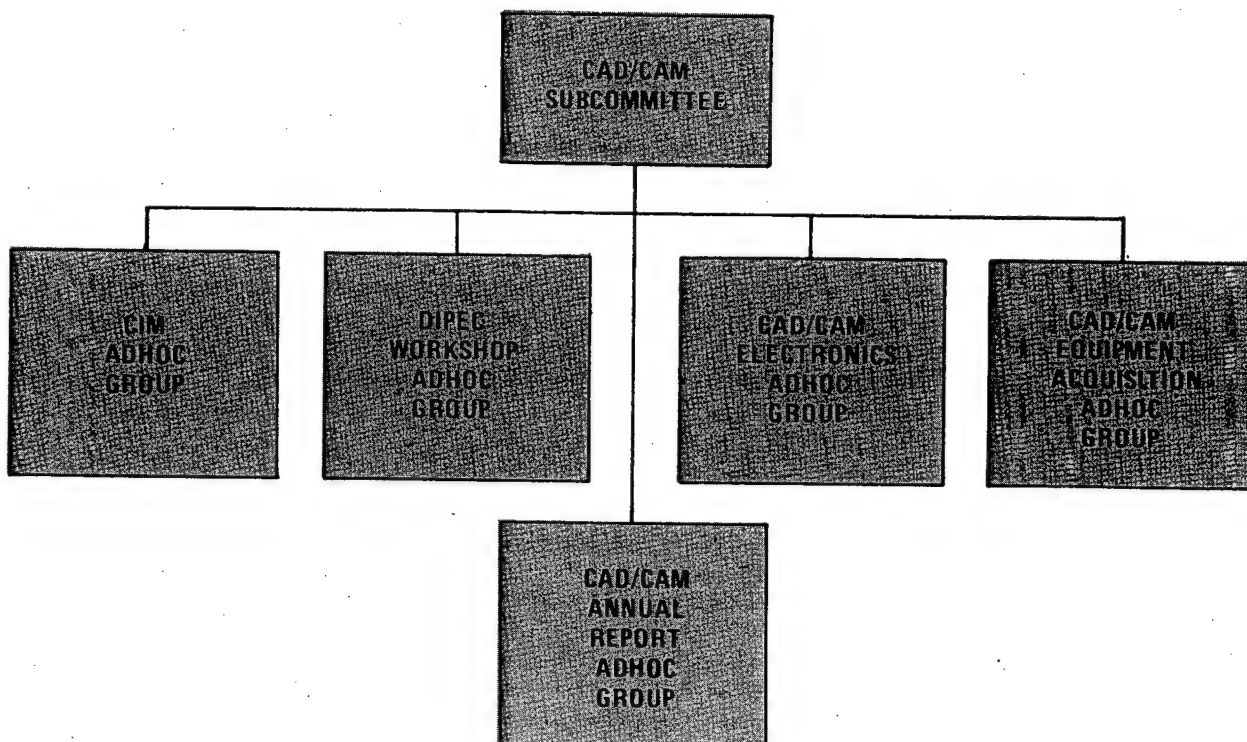 CAD/CAM
SUBCOMMITTEE
CIM
ADHOC
GROUP
DIPEC
WORKSHOP
ADHOC
GROUP
CAD/CAM
ELECTRONICS
ADHOC
GROUP
CAD/CAM
EQUIPMENT
ACQUISITION
ADHOC
GROUP
CAD/CAM
ANNUAL
REPORT
ADHOC
GROUP